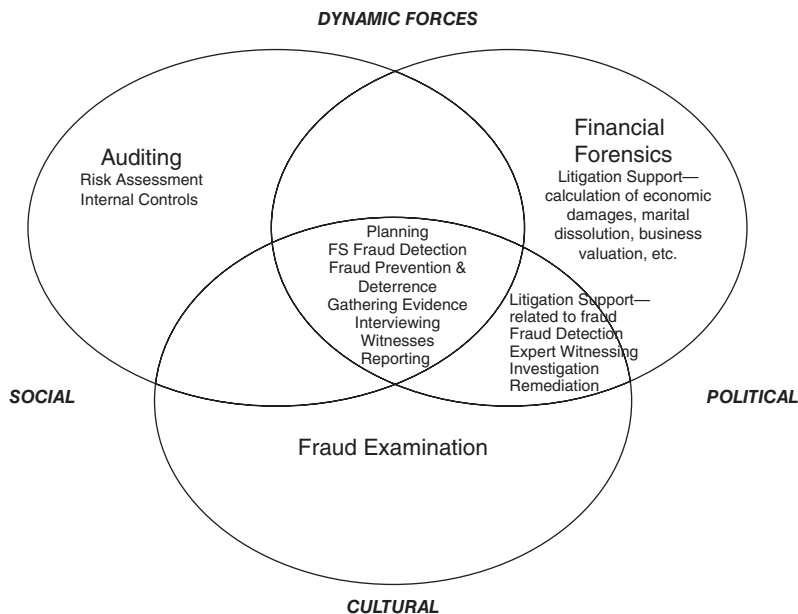 DYNAMIC FORCES
Auditing
Risk Assessment
Internal Controls
Financial
Forensics
Litigation Support—
calculation of economic
damages, marital
dissolution, business
valuation, etc.
Planning
FS Fraud Detection
Fraud Prevention &
Deterrence
Gathering Evidence
Interviewing
Witnesses
Reporting
Litigation Support—
related to fraud
Fraud Detection
Expert Witnessing
Investigation
Remediation
SOCIAL
POLITICAL
Fraud Examination
CULTURAL